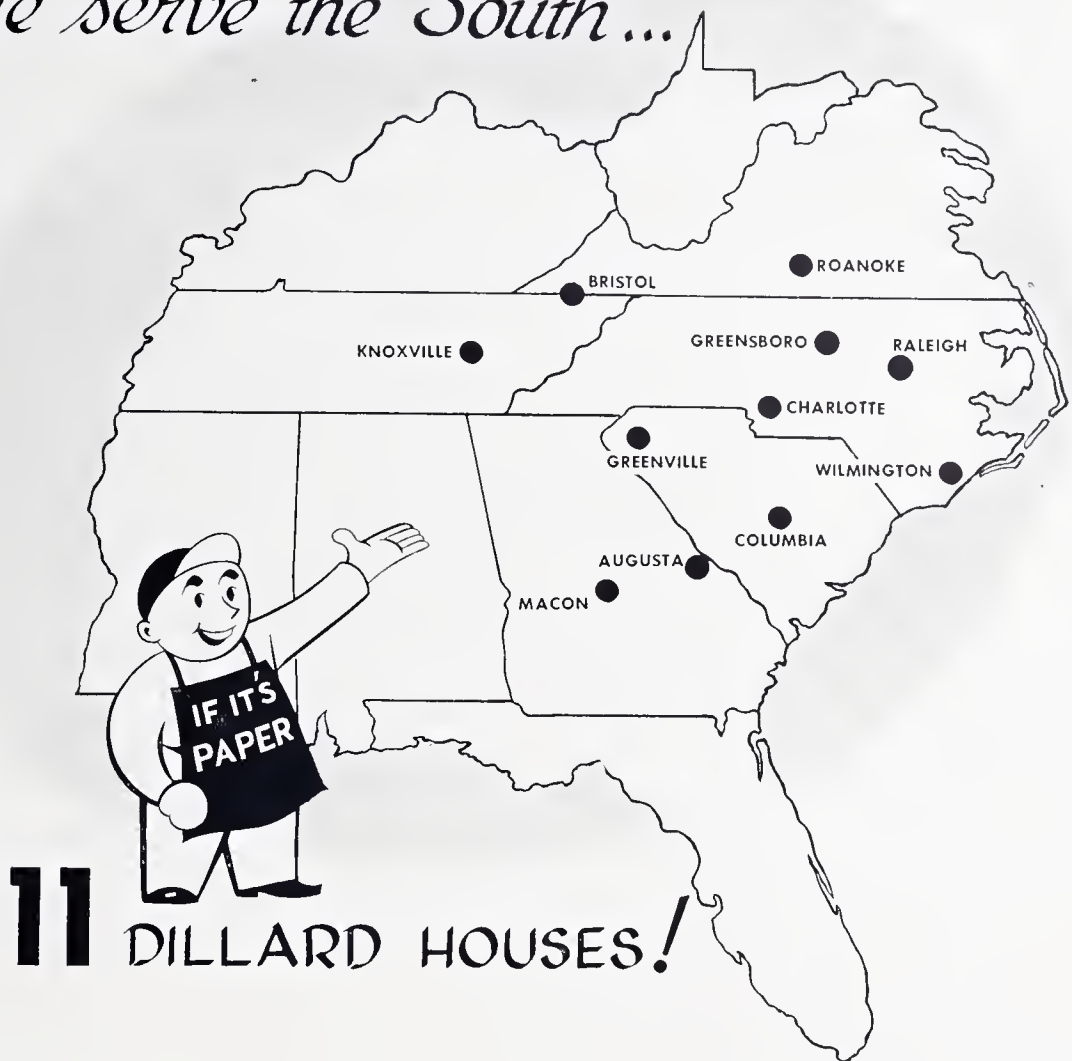 serve the South...
ROANOKE
BRISTOL
GREENSBORO
RALEIGH
KNOXVILLE
CHARLOTTE
GREENVILLE
WILMINGTON
COLUMBIA
AUGUSTA
MACON
IF IT'S
PAPER
11 DILLARD HOUSES!